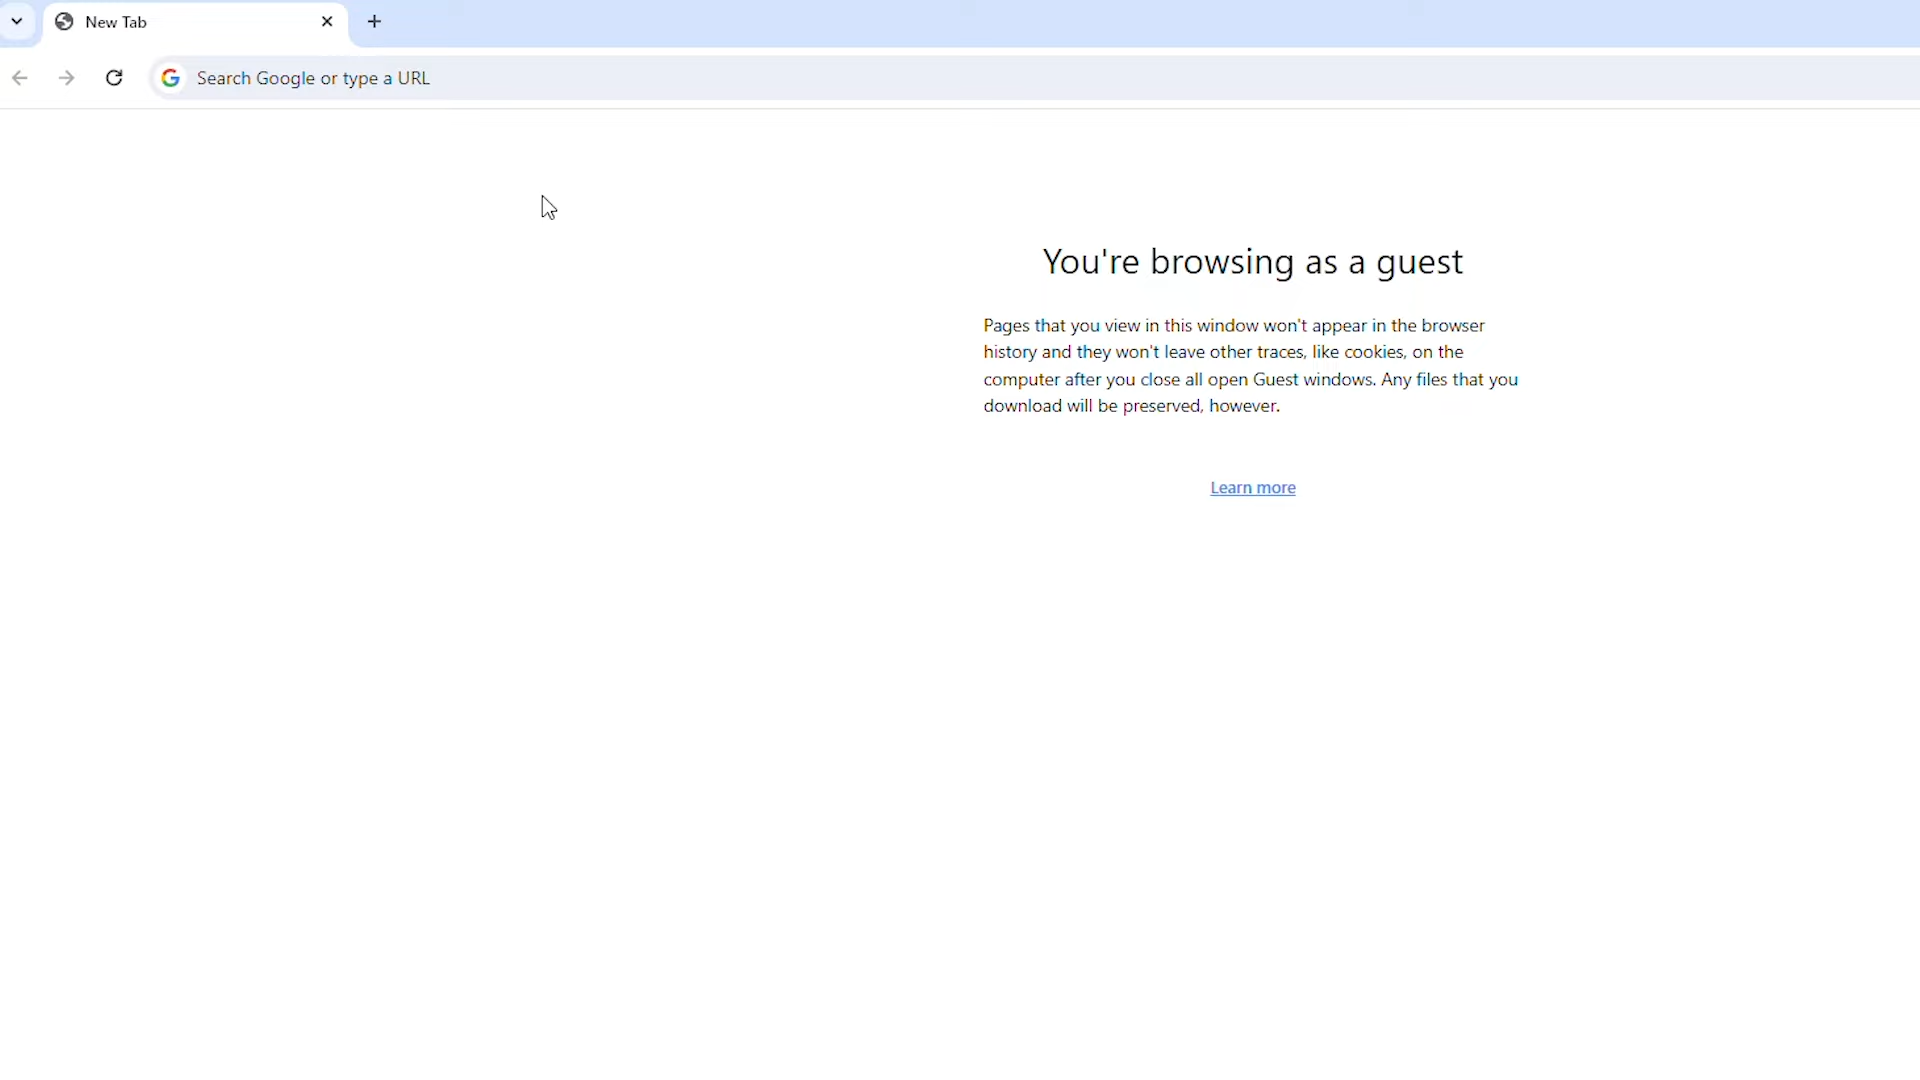 New Tab
Search Google or type a URL
You're browsing as a guest
Pages that you view in this window won't appear in the browser
history and they won't leave other traces, like cookies, on the
computer after you close all open Guest windows. Any files that you
download will be preserved, however.
Learn more